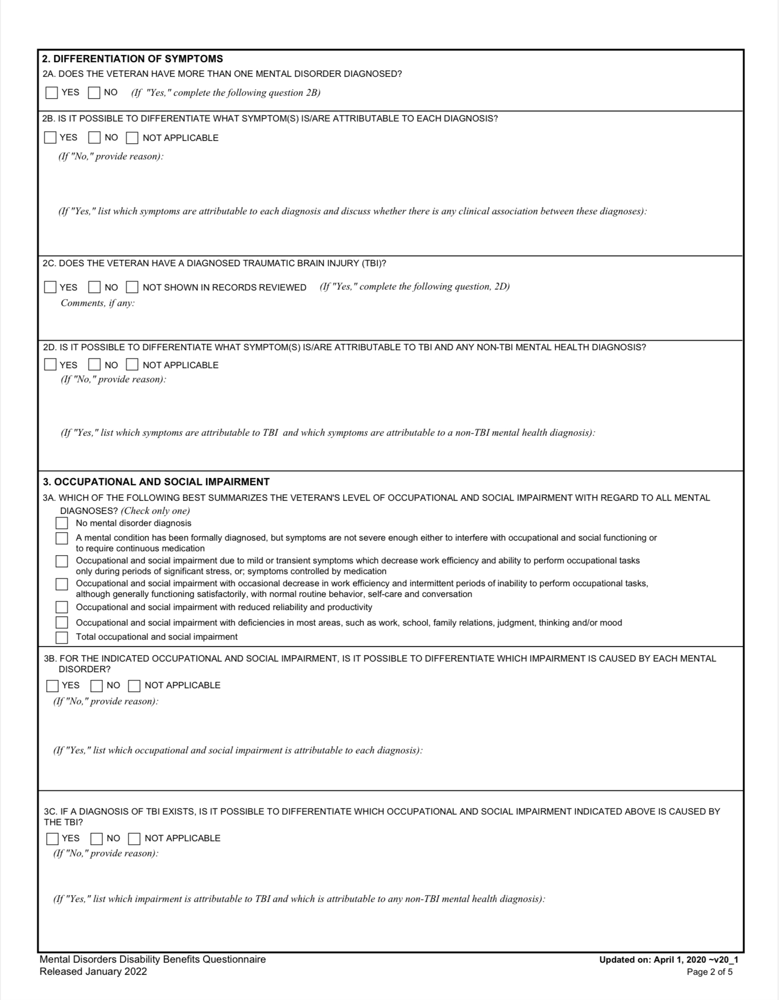 2. DIFFERENTIATION OF SYMPTOMS
2A. DOES THE VETERAN HAVE MORE THAN ONE MENTAL DISORDER DIAGNOSED?
YES NO (If "Yes," complete the following question 2B)
2B. IS IT POSSIBLE TO DIFFERENTIATE WHAT SYMPTOM(S) IS/ARE ATTRIBUTABLE TO EACH DIAGNOSIS?
YES NO NOT APPLICABLE
(If "No," provide reason):
(If "Yes," list which symptoms are attributable to each diagnosis and discuss whether there is any clinical association between these diagnoses):
2C. DOES THE VETERAN HAVE A DIAGNOSED TRAUMATIC BRAIN INJURY (TBI)?
YES NO NOT SHOWN IN RECORDS REVIEWED (If "Yes," complete the following question, 2D)
Comments, if any:
2D. IS IT POSSIBLE TO DIFFERENTIATE WHAT SYMPTOM(S) IS/ARE ATTRIBUTABLE TO TBI AND ANY NON-TBI MENTAL HEALTH DIAGNOSIS?
YES NO NOT APPLICABLE
(If "No," provide reason):
(If "Yes," list which symptoms are attributable to TBI and which symptoms are attributable to a non-TBI mental health diagnosis):
3. OCCUPATIONAL AND SOCIAL IMPAIRMENT
3A. WHICH OF THE FOLLOWING BEST SUMMARIZES THE VETERAN'S LEVEL OF OCCUPATIONAL AND SOCIAL IMPAIRMENT WITH REGARD TO ALL MENTAL
DIAGNOSES? (Check only one)
No mental disorder diagnosis
A mental condition has been formally diagnosed, but symptoms are not severe enough either to interfere with occupational and social functioning or
to require continuous medication
Occupational and social impairment due to mild or transient symptoms which decrease work efficiency and ability to perform occupational tasks
only during periods of significant stress, or; symptoms controlled by medication
Occupational and social impairment with occasional decrease in work efficiency and intermittent periods of inability to perform occupational tasks,
although generally functioning satisfactorily, with normal routine behavior, self-care and conversation
Occupational and social impairment with reduced reliability and productivity
Occupational and social impairment with deficiencies in most areas, such as work, school, family relations, judgment, thinking and/or mood
Total occupational and social impairment
3B. FOR THE INDICATED OCCUPATIONAL AND SOCIAL IMPAIRMENT, IS IT POSSIBLE TO DIFFERENTIATE WHICH IMPAIRMENT IS CAUSED BY EACH MENTAL
DISORDER?
YES NO NOT APPLICABLE
(If "No," provide reason):
(If "Yes," list which occupational and social impairment is attributable to each diagnosis):
3C. IF A DIAGNOSIS OF TBI EXISTS, IS IT POSSIBLE TO DIFFERENTIATE WHICH OCCUPATIONAL AND SOCIAL IMPAIRMENT INDICATED ABOVE IS CAUSED BY
THE TBI?
YES NO NOT APPLICABLE
(If "No," provide reason):
(If "Yes," list which impairment is attributable to TBI and which is attributable to any non-TBI mental health diagnosis):
Mental Disorders Disability Benefits Questionnaire
Released January 2022
Updated on: April 1, 2020 ~v20_1
Page 2 of 5